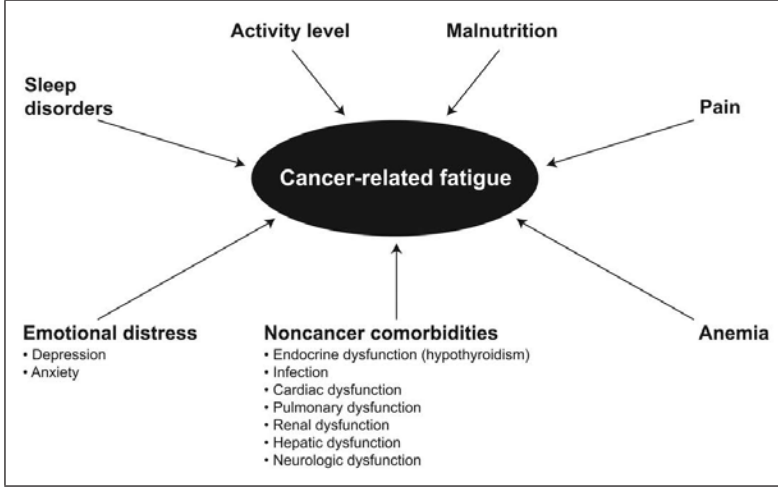 Activity level
Malnutrition
Sleep
disorders
Pain
Cancer-related fatigue
Emotional distress
• Depression
• Anxiety
Noncancer comorbidities
• Endocrine dysfunction (hypothyroidism)
• Infection
• Cardiac dysfunction
• Pulmonary dysfunction
• Renal dysfunction
• Hepatic dysfunction
• Neurologic dysfunction
Anemia